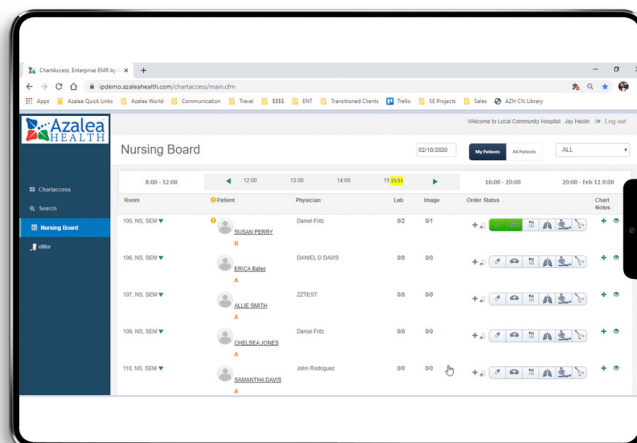 ChartAccess, Enterprise EMR by
ipdemo.azaleahealth.com/chartaccess/main.cfm
Apps Azalea Quick Links Azalea World Communication Travel $$$$ ENT Transitioned Clients Trello SE Projects Sales AZH CN Library
Azalea
HEALTH
Welcome to Local Community Hospital Jay Heslin Log out
Nursing Board
02/10/2020 My Patients All Patients ALL
8:00 - 12:00 12:00 13:00 14:00 15:15:11 16:00 - 20:00 20:00 - Feb 11 0:00
Chartaccess
Search
Nursing Board
eMar
Room Patient Physician Lab Image Order Status Chart
Notes
105, NS, SEM Daniel Fritz 0/2 0/1
SUSAN PERRY
B
106, NS, SEM DANIEL D DAVIS 0/0 0/0
ERICA Bates
A
107, NS, SEM ZZTEST 0/0 0/0
ALLIE SMITH
A
109, NS, SEM Daniel Fritz 0/0 0/0
CHELSEA JONES
A
110, NS, SEM John Rodriguez 0/0 0/0
SAMANTHA DAVIS
A